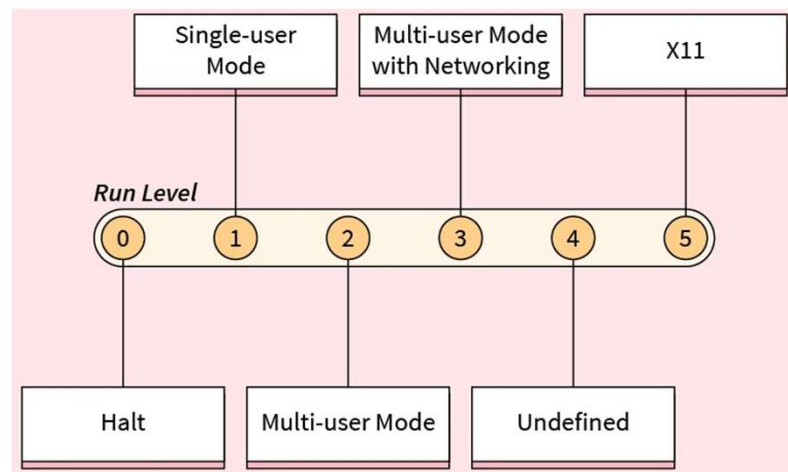 Single-user
Mode
Multi-user Mode
with Networking
X11
Run Level
0
1
2
3
4
5
Halt
Multi-user Mode
Undefined